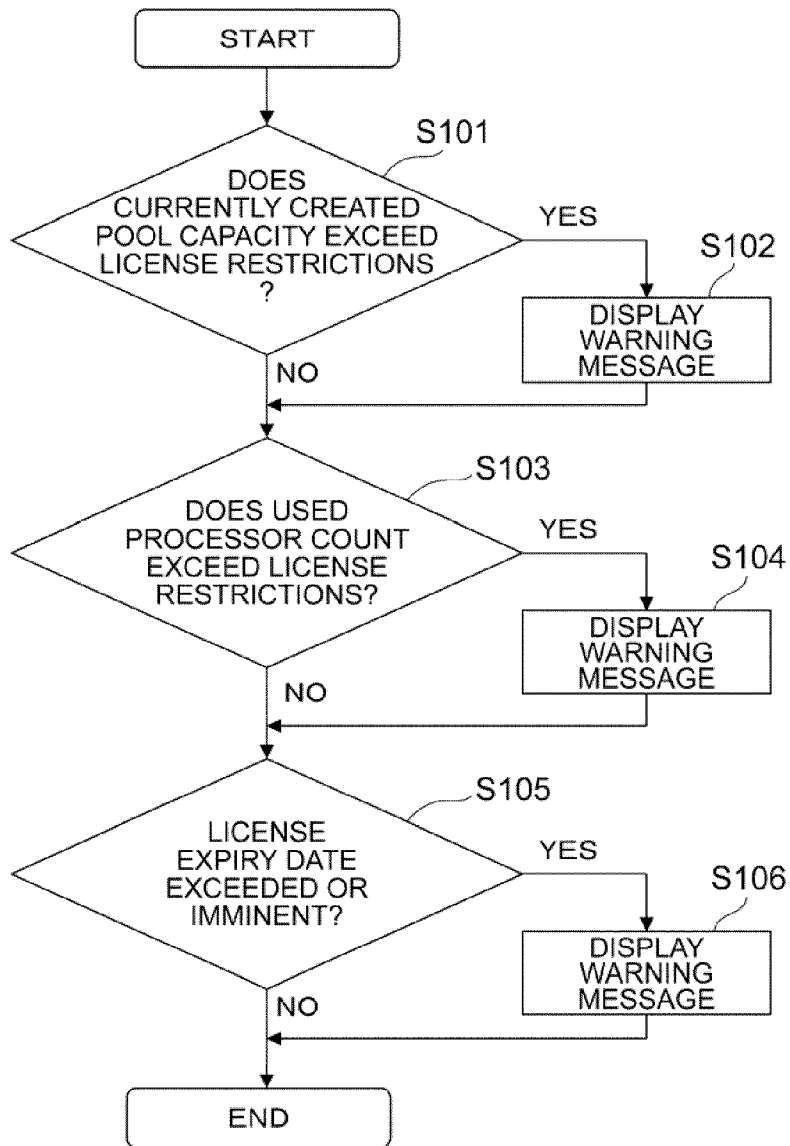 START
S101
DOES
CURRENTLY CREATED
POOL CAPACITY EXCEED
LICENSE RESTRICTIONS
?
YES
S102
DISPLAY
WARNING
MESSAGE
NO
S103
DOES USED
PROCESSOR COUNT
EXCEED LICENSE
RESTRICTIONS?
YES
S104
DISPLAY
WARNING
MESSAGE
NO
S105
LICENSE
EXPIRY DATE
EXCEEDED OR
IMMINENT?
YES
S106
DISPLAY
WARNING
MESSAGE
NO
END